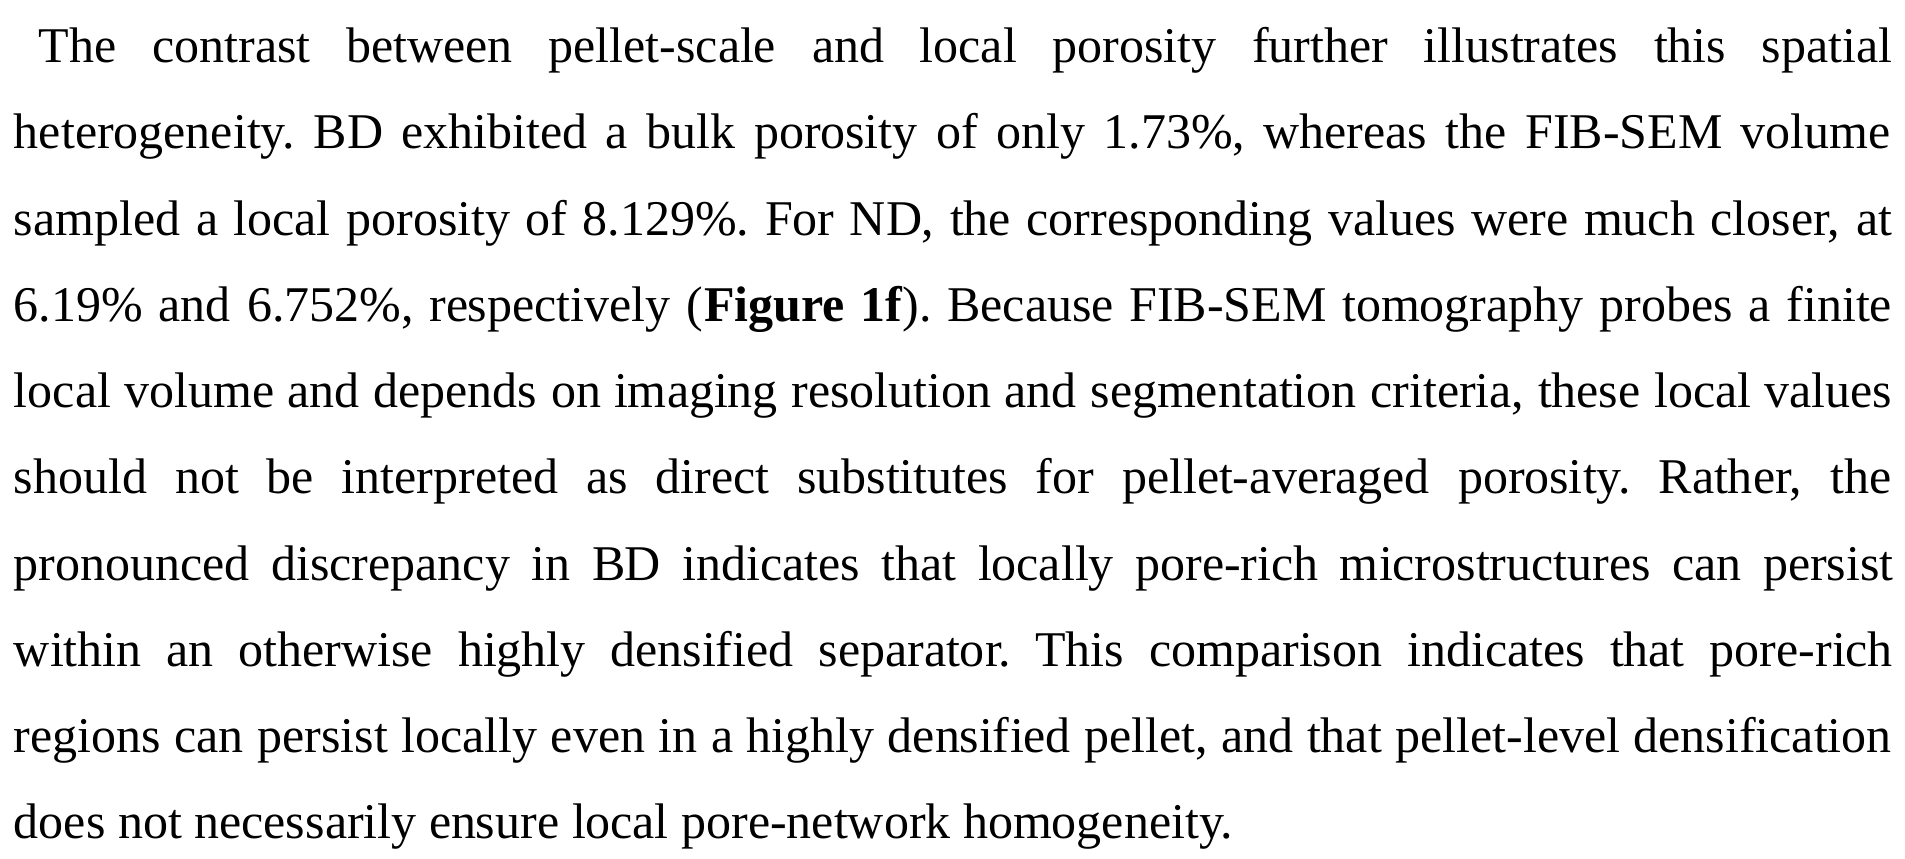 The contrast between pellet-scale and local porosity further illustrates this spatial
heterogeneity. BD exhibited a bulk porosity of only 1.73%, whereas the FIB-SEM volume
sampled a local porosity of 8.129%. For ND, the corresponding values were much closer, at
6.19% and 6.752%, respectively (Figure 1f). Because FIB-SEM tomography probes a finite
local volume and depends on imaging resolution and segmentation criteria, these local values
should not be interpreted as direct substitutes for pellet-averaged porosity. Rather, the
pronounced discrepancy in BD indicates that locally pore-rich microstructures can persist
within an otherwise highly densified separator. This comparison indicates that pore-rich
regions can persist locally even in a highly densified pellet, and that pellet-level densification
does not necessarily ensure local pore-network homogeneity.